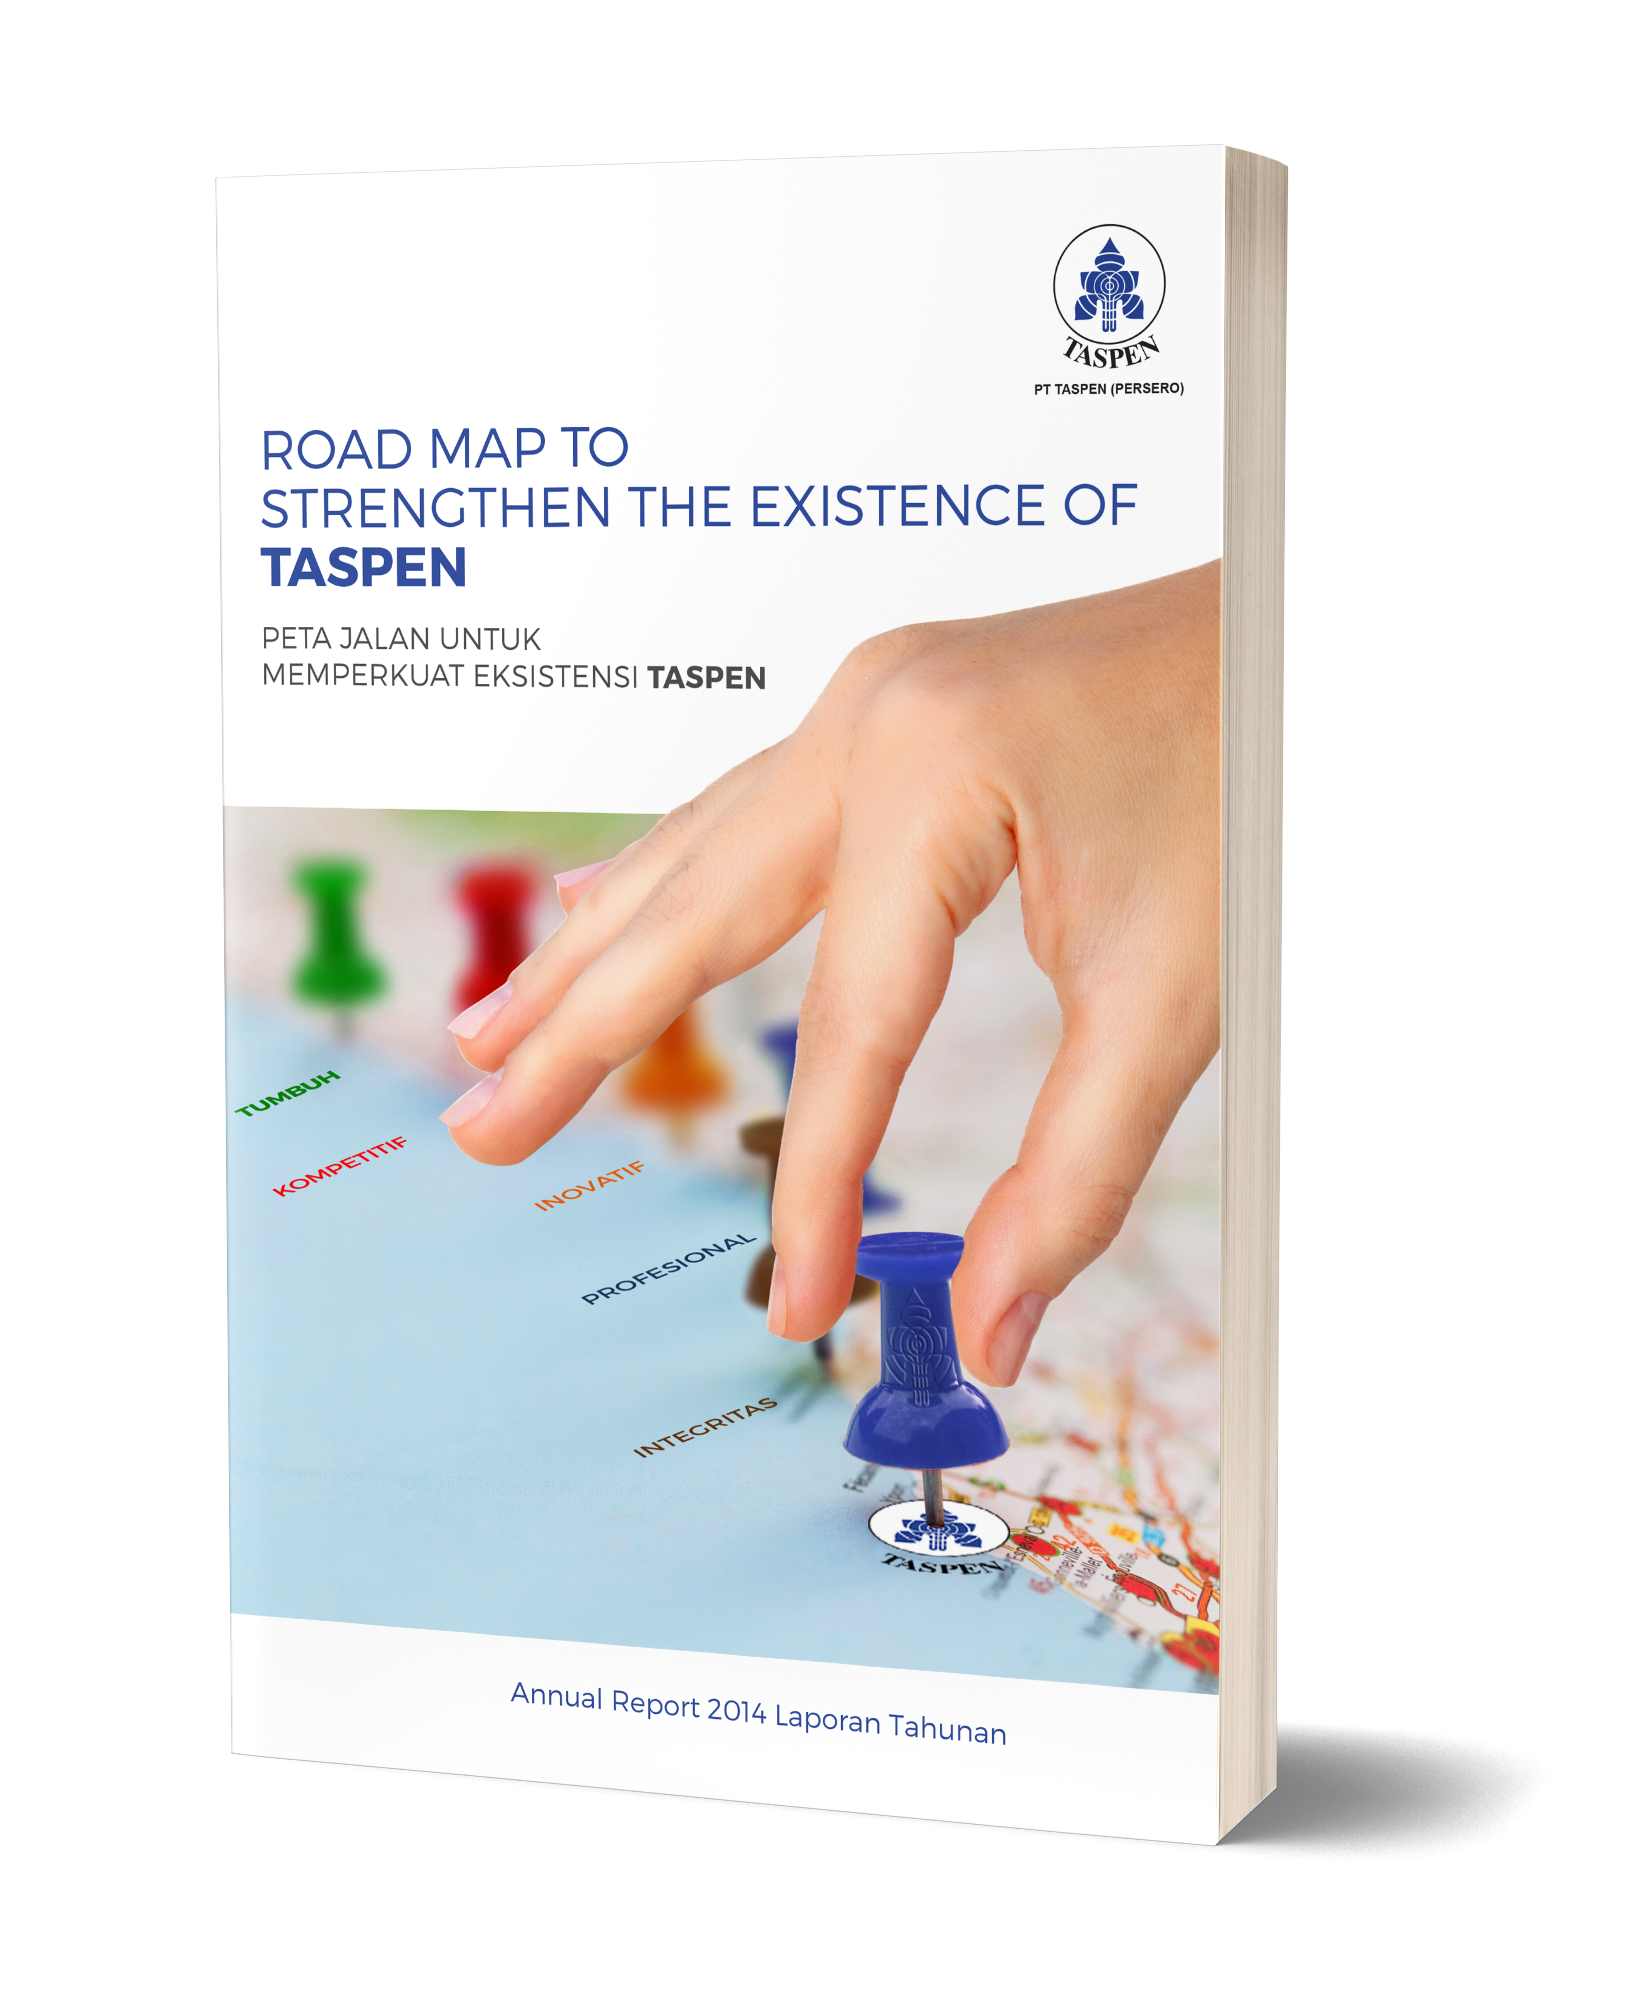 TASPEN
PT TASPEN (PERSERO)
ROAD MAP TO
STRENGTHEN THE EXISTENCE OF
TASPEN
PETA JALAN UNTUK
MEMPERKUAT EKSISTENSI TASPEN
TUMBUH
KOMPETITIF
INOVATIF
PROFESIONAL
INTEGRITAS
TASPEN
27
Annual Report 2014 Laporan Tahunan